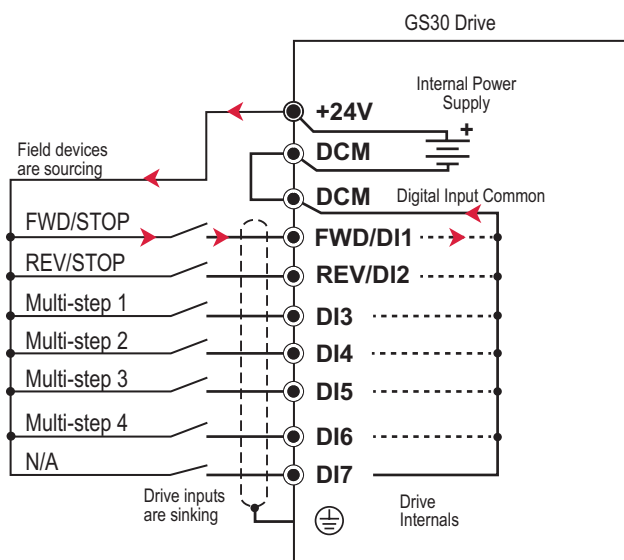 GS30 Drive
Internal Power
Supply
+24V
+
DCM
Field devices
are sourcing
DCM
Digital Input Common
FWD/STOP
FWD/DI1
REV/STOP
REV/DI2
Multi-step 1
DI3
Multi-step 2
DI4
Multi-step 3
DI5
Multi-step 4
DI6
N/A
DI7
Drive inputs
are sinking
Drive
Internals